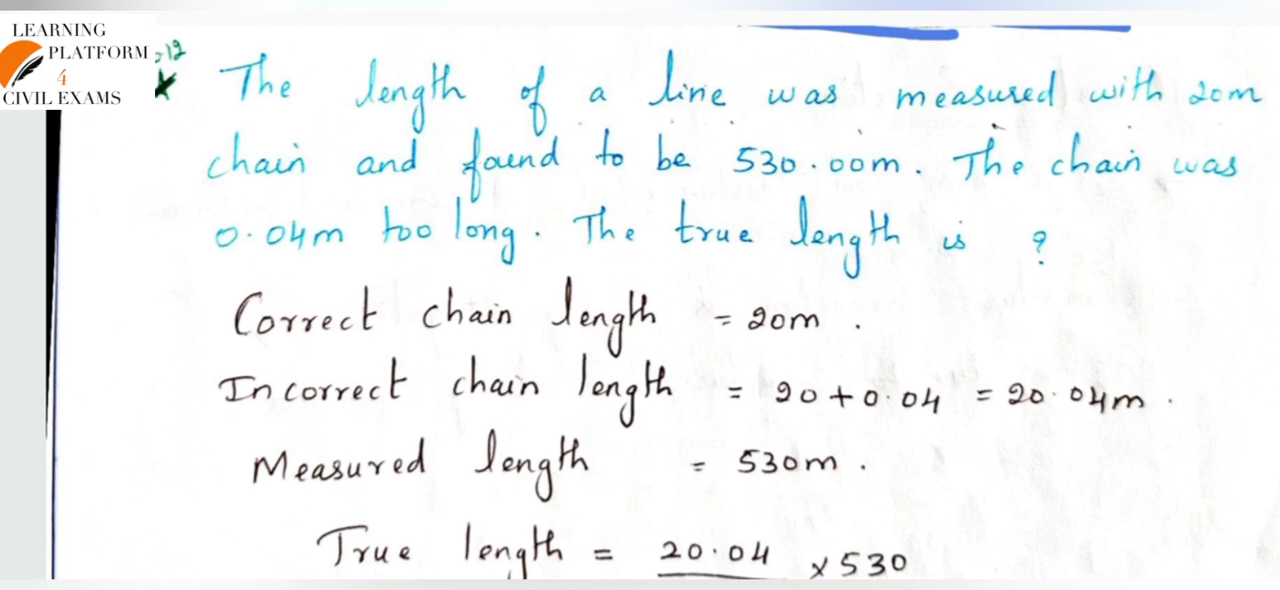 LEARNING
PLATFORM
4
CIVIL EXAMS
The length of a line was measured with 20m
chain and found to be 530.00m. The chain was
0.04m too long. The true length is ?
Correct chain length = 20m.
Incorrect chain length = 20+0.04 = 20.04m.
Measured length = 530m.
True length = 20.04 x 530